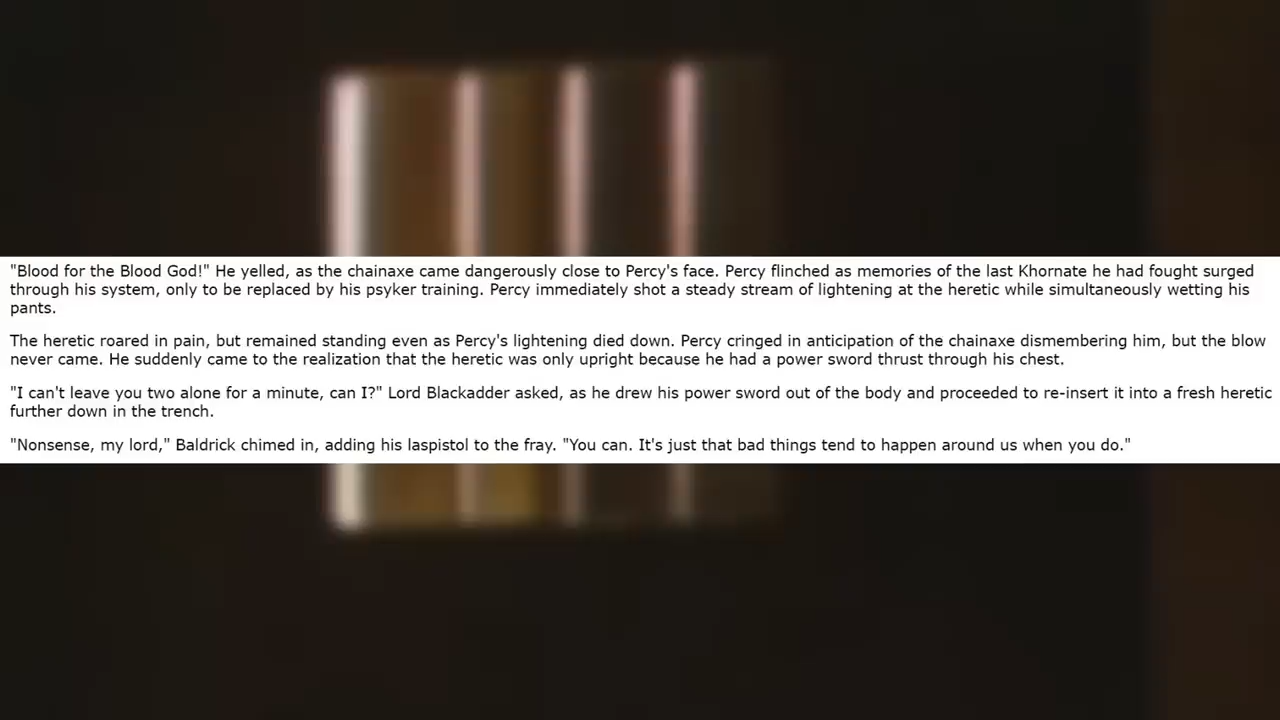 "Blood for the Blood God!" He yelled, as the chainaxe came dangerously close to Percy's face. Percy flinched as memories of the last Khornate he had fought surged
through his system, only to be replaced by his psyker training. Percy immediately shot a steady stream of lightening at the heretic while simultaneously wetting his
pants.
The heretic roared in pain, but remained standing even as Percy's lightening died down. Percy cringed in anticipation of the chainaxe dismembering him, but the blow
never came. He suddenly came to the realization that the heretic was only upright because he had a power sword thrust through his chest.
"I can't leave you two alone for a minute, can I?" Lord Blackadder asked, as he drew his power sword out of the body and proceeded to re-insert it into a fresh heretic
further down in the trench.
"Nonsense, my lord," Baldrick chimed in, adding his laspistol to the fray. "You can. It's just that bad things tend to happen around us when you do."